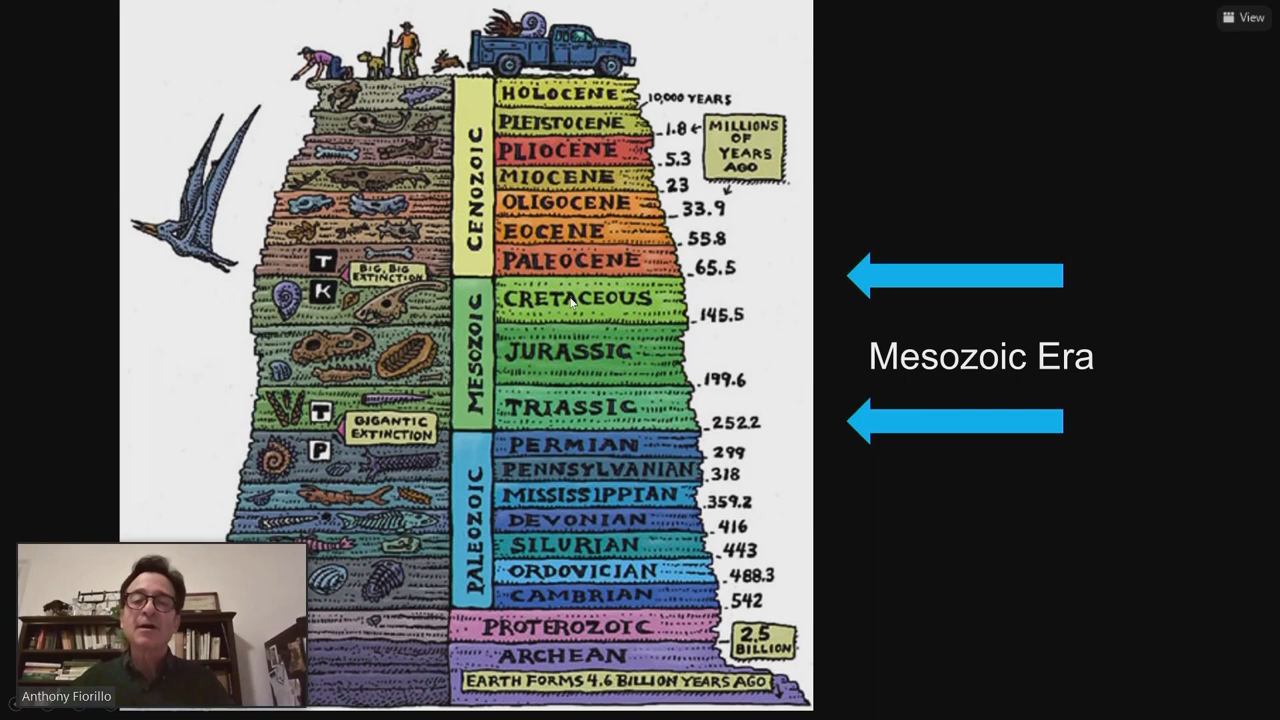 View
HOLOCENE
10,000 YEARS
PLEISTOCENE
1.8
MILLIONS
OF
YEARS
AGO
PLIOCENE
5.3
MIOCENE
23
OLIGOCENE
33.9
EOCENE
55.8
PALEOCENE
65.5
CENOZOIC
T
BIG, BIG
EXTINCTION
K
CRETACEOUS
145.5
JURASSIC
199.6
TRIASSIC
252.2
MESOZOIC
Mesozoic Era
T
GIGANTIC
EXTINCTION
P
PERMIAN
299
PENNSYLVANIAN
318
MISSISSIPPIAN
359.2
DEVONIAN
416
SILURIAN
443
ORDOVICIAN
488.3
CAMBRIAN
542
PALEOZOIC
PROTEROZOIC
2.5
BILLION
ARCHEAN
EARTH FORMS 4.6 BILLION YEARS AGO
Anthony Fiorillo